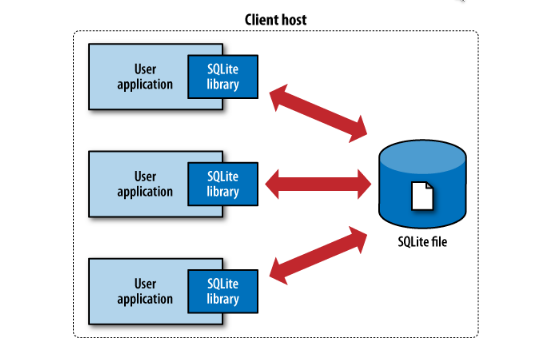 Client host
User
application
SQLite
library
User
application
SQLite
library
SQLite file
User
application
SQLite
library